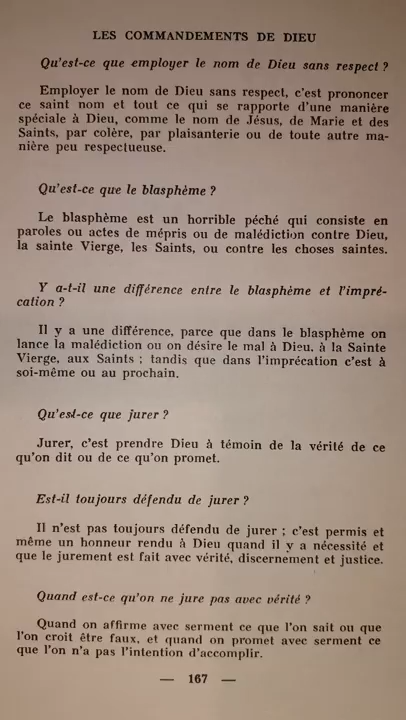 LES COMMANDEMENTS DE DIEU
Qu'est-ce que employer le nom de Dieu sans respect ?
Employer le nom de Dieu sans respect, c'est prononcer
ce saint nom et tout ce qui se rapporte d'une manière
spéciale à Dieu, comme le nom de Jésus, de Marie et des
Saints, par colère, par plaisanterie ou de toute autre ma-
nière peu respectueuse.
Qu'est-ce que le blasphème ?
Le blasphème est un horrible péché qui consiste en
paroles ou actes de mépris ou de malédiction contre Dieu,
la sainte Vierge, les Saints, ou contre les choses saintes.
Y a-t-il une différence entre le blasphème et l'impré-
cation ?
Il y a une différence, parce que dans le blasphème on
lance la malédiction ou on désire le mal à Dieu, à la Sainte
Vierge, aux Saints ; tandis que dans l'imprécation c'est à
soi-même ou au prochain.
Qu'est-ce que jurer ?
Jurer, c'est prendre Dieu à témoin de la vérité de ce
qu'on dit ou de ce qu'on promet.
Est-il toujours défendu de jurer ?
Il n'est pas toujours défendu de jurer ; c'est permis et
même un honneur rendu à Dieu quand il y a nécessité et
que le jurement est fait avec vérité, discernement et justice.
Quand est-ce qu'on ne jure pas avec vérité ?
Quand on affirme avec serment ce que l'on sait ou que
l'on croit être faux, et quand on promet avec serment ce
que l'on n'a pas l'intention d'accomplir.
— 167 —